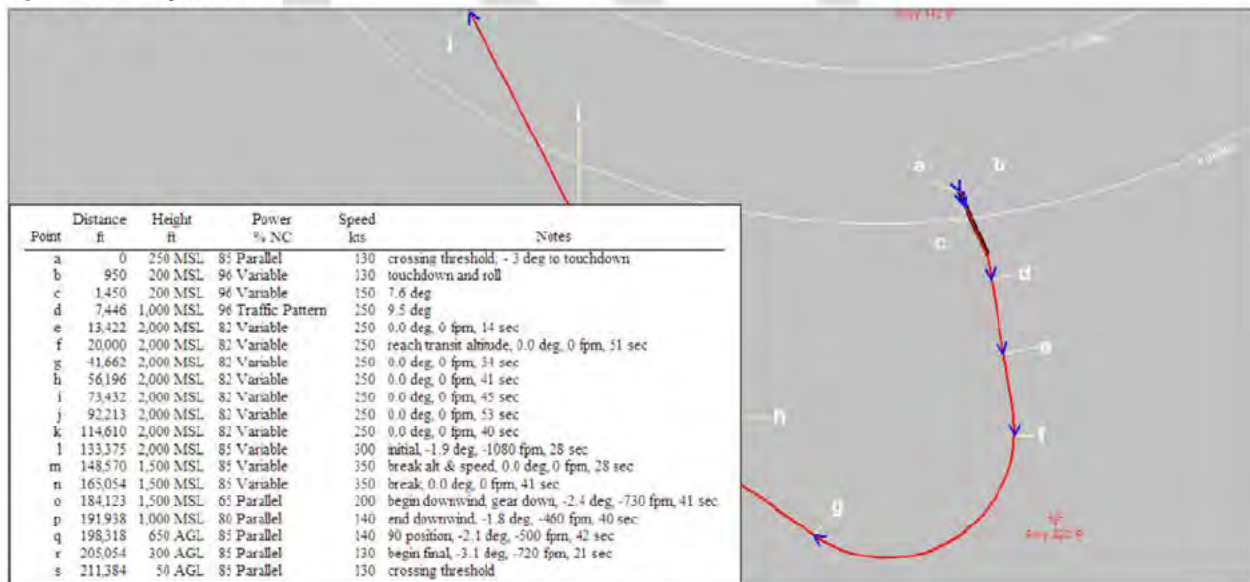 a b
c
d
e
f
g
h
i
j
Distance Height Power Speed
Point ft ft % NC kts Notes
a 0 250 MSL 85 Parallel 130 crossing threshold, - 3 deg to touchdown
b 950 200 MSL 96 Variable 130 touchdown and roll
c 1,450 200 MSL 96 Variable 150 7.6 deg
d 7,446 1,000 MSL 96 Traffic Pattern 250 9.5 deg
e 13,422 2,000 MSL 82 Variable 250 0.0 deg, 0 fpm, 14 sec
f 20,000 2,000 MSL 82 Variable 250 reach transit altitude, 0.0 deg, 0 fpm, 51 sec
g 41,662 2,000 MSL 82 Variable 250 0.0 deg, 0 fpm, 34 sec
h 56,196 2,000 MSL 82 Variable 250 0.0 deg, 0 fpm, 41 sec
i 73,432 2,000 MSL 82 Variable 250 0.0 deg, 0 fpm, 45 sec
j 92,213 2,000 MSL 82 Variable 250 0.0 deg, 0 fpm, 53 sec
k 114,610 2,000 MSL 82 Variable 250 0.0 deg, 0 fpm, 40 sec
l 133,375 2,000 MSL 85 Variable 300 initial, -1.9 deg, -1080 fpm, 28 sec
m 148,570 1,500 MSL 85 Variable 350 break alt & speed, 0.0 deg, 0 fpm, 28 sec
n 165,054 1,500 MSL 85 Variable 350 break, 0.0 deg, 0 fpm, 41 sec
o 184,123 1,500 MSL 65 Parallel 200 begin downwind, gear down, -2.4 deg, -730 fpm, 41 sec
p 191,938 1,000 MSL 80 Parallel 140 end downwind, -1.8 deg, -460 fpm, 40 sec
q 198,318 650 AGL 85 Parallel 140 90 position, -2.1 deg, -500 fpm, 42 sec
r 205,054 300 AGL 85 Parallel 130 begin final, -3.1 deg, -720 fpm, 21 sec
s 211,384 50 AGL 85 Parallel 130 crossing threshold